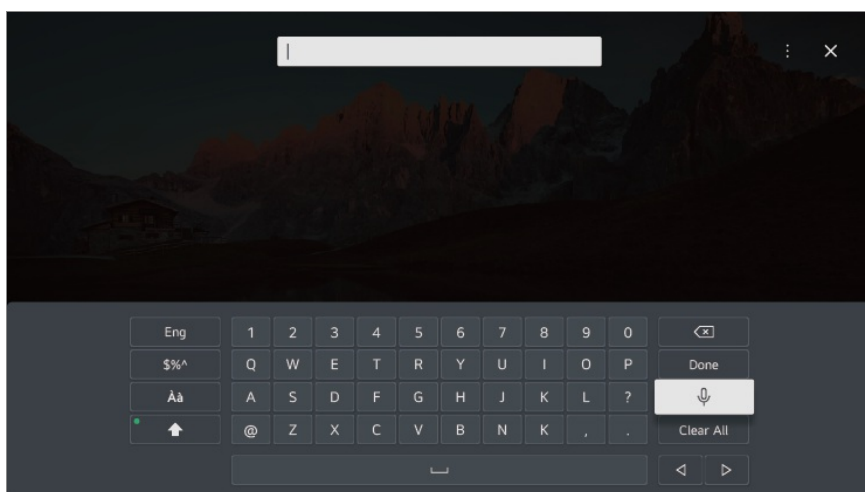 Eng 1 2 3 4 5 6 7 8 9 0
$%^ Q W E T R Y U I O P Done
Àà A S D F G H J K L ?
@ Z X C V B N K , . Clear All